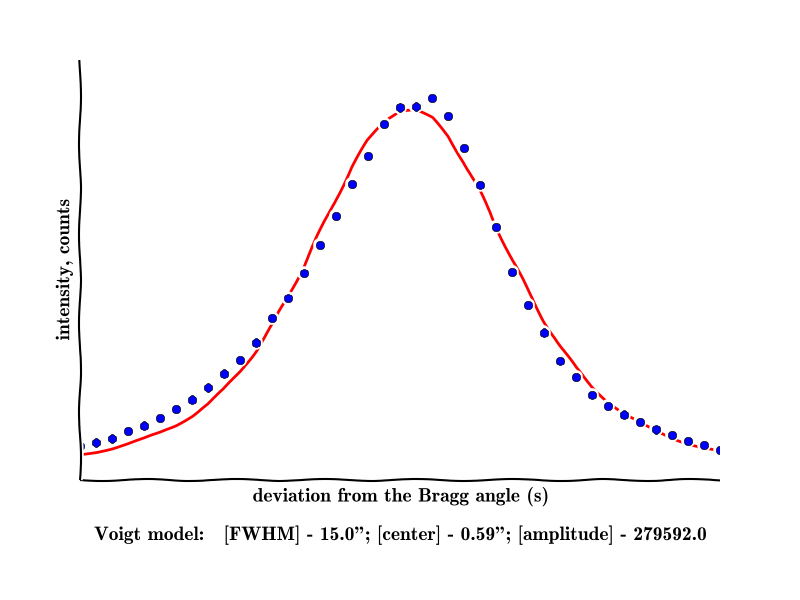 intensity, counts
deviation from the Bragg angle (s)
Voigt model: [FWHM] - 15.0”; [center] - 0.59”; [amplitude] - 279592.0